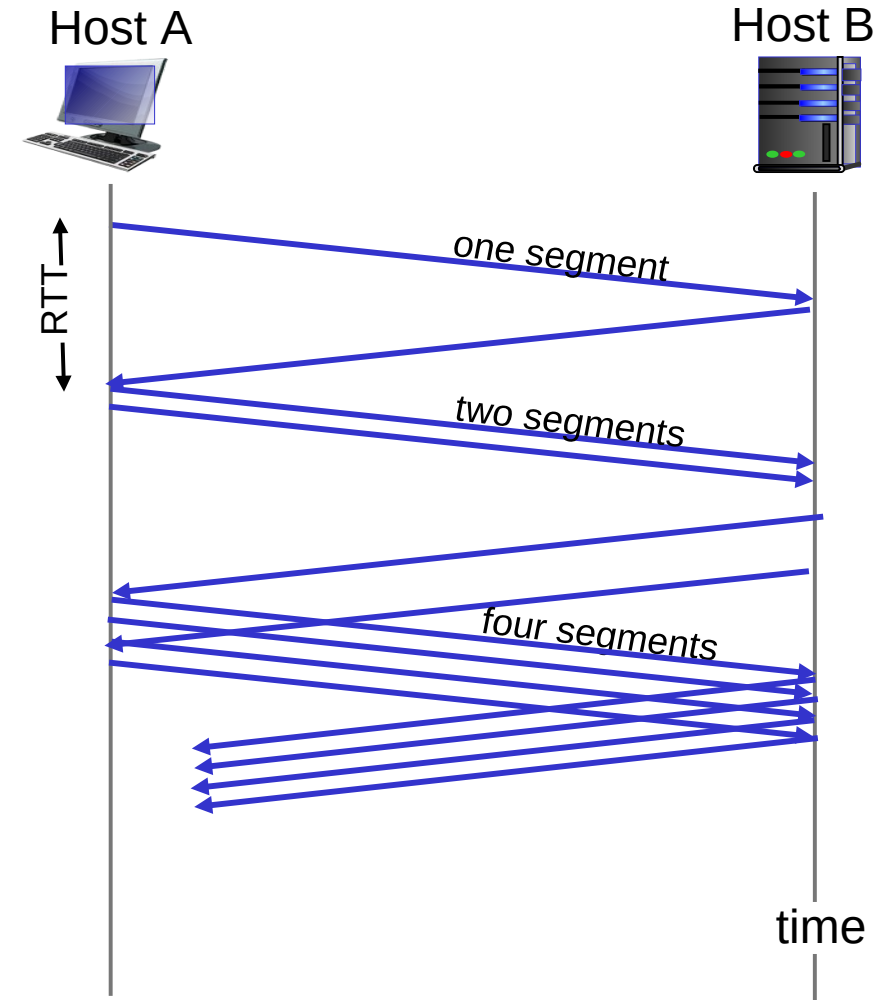 Host A
Host B
one segment
RTT
two segments
four segments
time